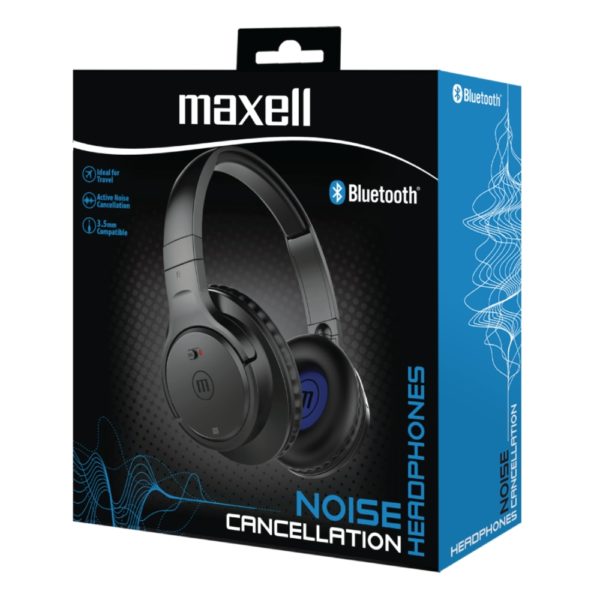 maxell
Ideal for
Travel
Active Noise
Cancellation
3.5mm
Compatible
Bluetooth®
m
m
NOISE
CANCELLATION
HEADPHONES
Bluetooth®
NOISE
CANCELLATION
HEADPHONES